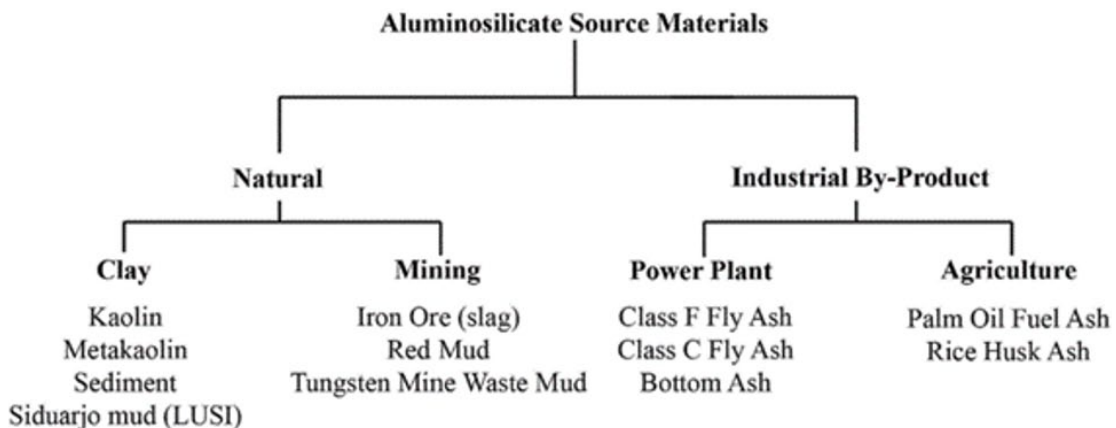 Aluminosilicate Source Materials
Natural
Industrial By-Product
Clay
Kaolin
Metakaolin
Sediment
Siduarjo mud (LUSI)
Mining
Iron Ore (slag)
Red Mud
Tungsten Mine Waste Mud
Power Plant
Class F Fly Ash
Class C Fly Ash
Bottom Ash
Agriculture
Palm Oil Fuel Ash
Rice Husk Ash